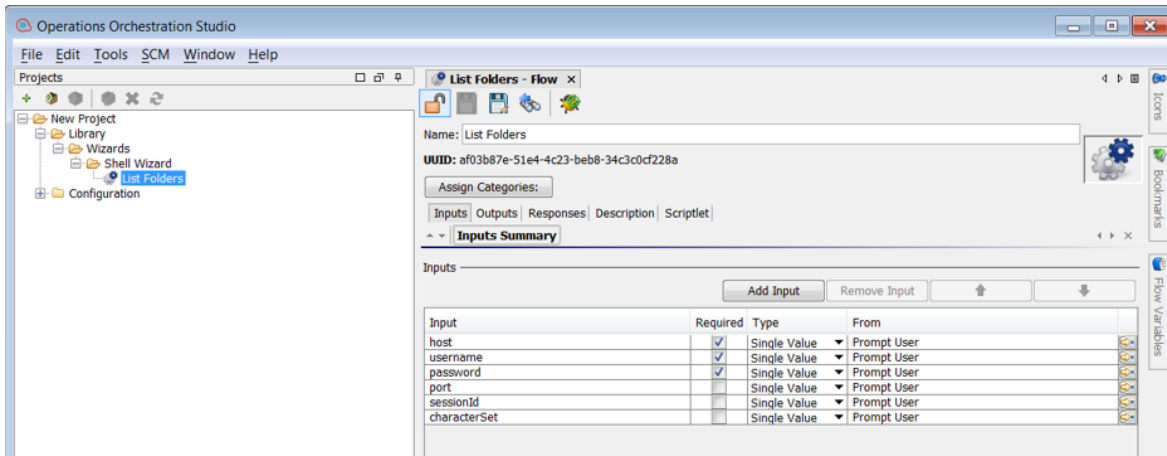 Operations Orchestration Studio
File Edit Tools SCM Window Help
Projects
New Project
Library
Wizards
Shell Wizard
List Folders
Configuration
List Folders - Flow
Name: List Folders
UUID: af03b87e-51e4-4c23-beb8-34c3c0cf228a
Assign Categories:
Inputs Outputs Responses Description Scriptlet
Inputs Summary
Inputs
Add Input Remove Input
Input Required Type From
host Single Value Prompt User
username Single Value Prompt User
password Single Value Prompt User
port Single Value Prompt User
sessionId Single Value Prompt User
characterSet Single Value Prompt User
Icons
Bookmarks
Flow Variables